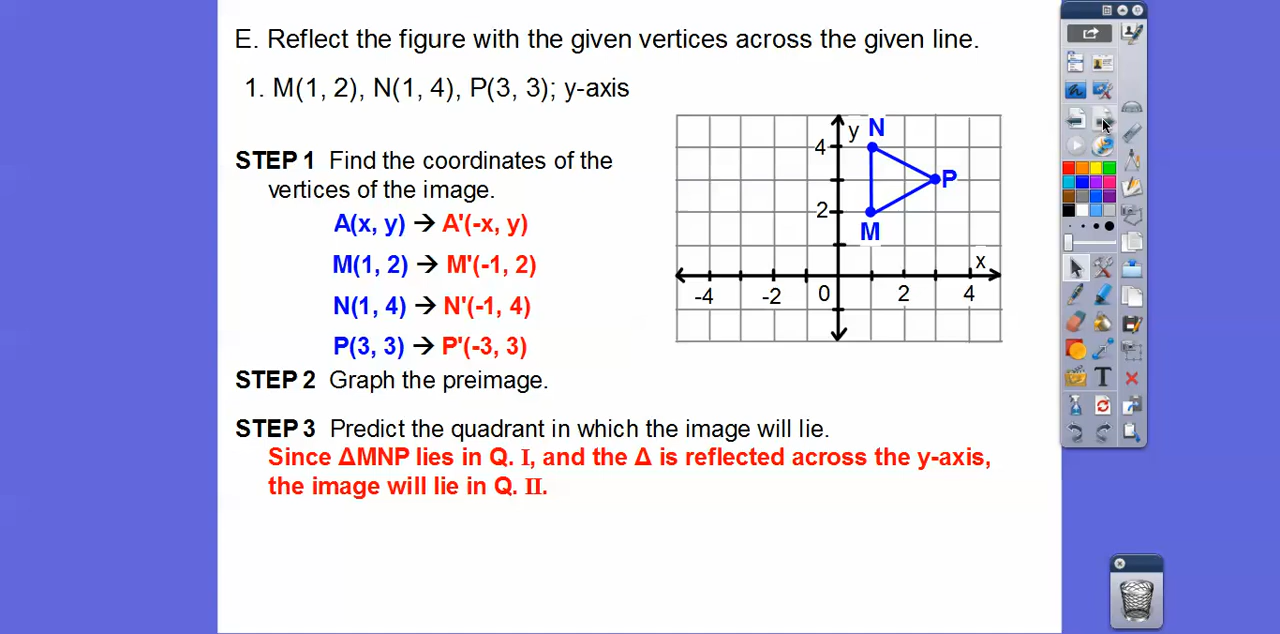 E. Reflect the figure with the given vertices across the given line.
1. M(1, 2), N(1, 4), P(3, 3); y-axis
STEP 1 Find the coordinates of the
vertices of the image.
A(x, y) → A'(-x, y)
M(1, 2) → M'(-1, 2)
N(1, 4) → N'(-1, 4)
P(3, 3) → P'(-3, 3)
y N
4
P
2
M
x
-4 -2 0 2 4
STEP 2 Graph the preimage.
STEP 3 Predict the quadrant in which the image will lie.
Since ΔMNP lies in Q. I, and the Δ is reflected across the y-axis,
the image will lie in Q. II.
T